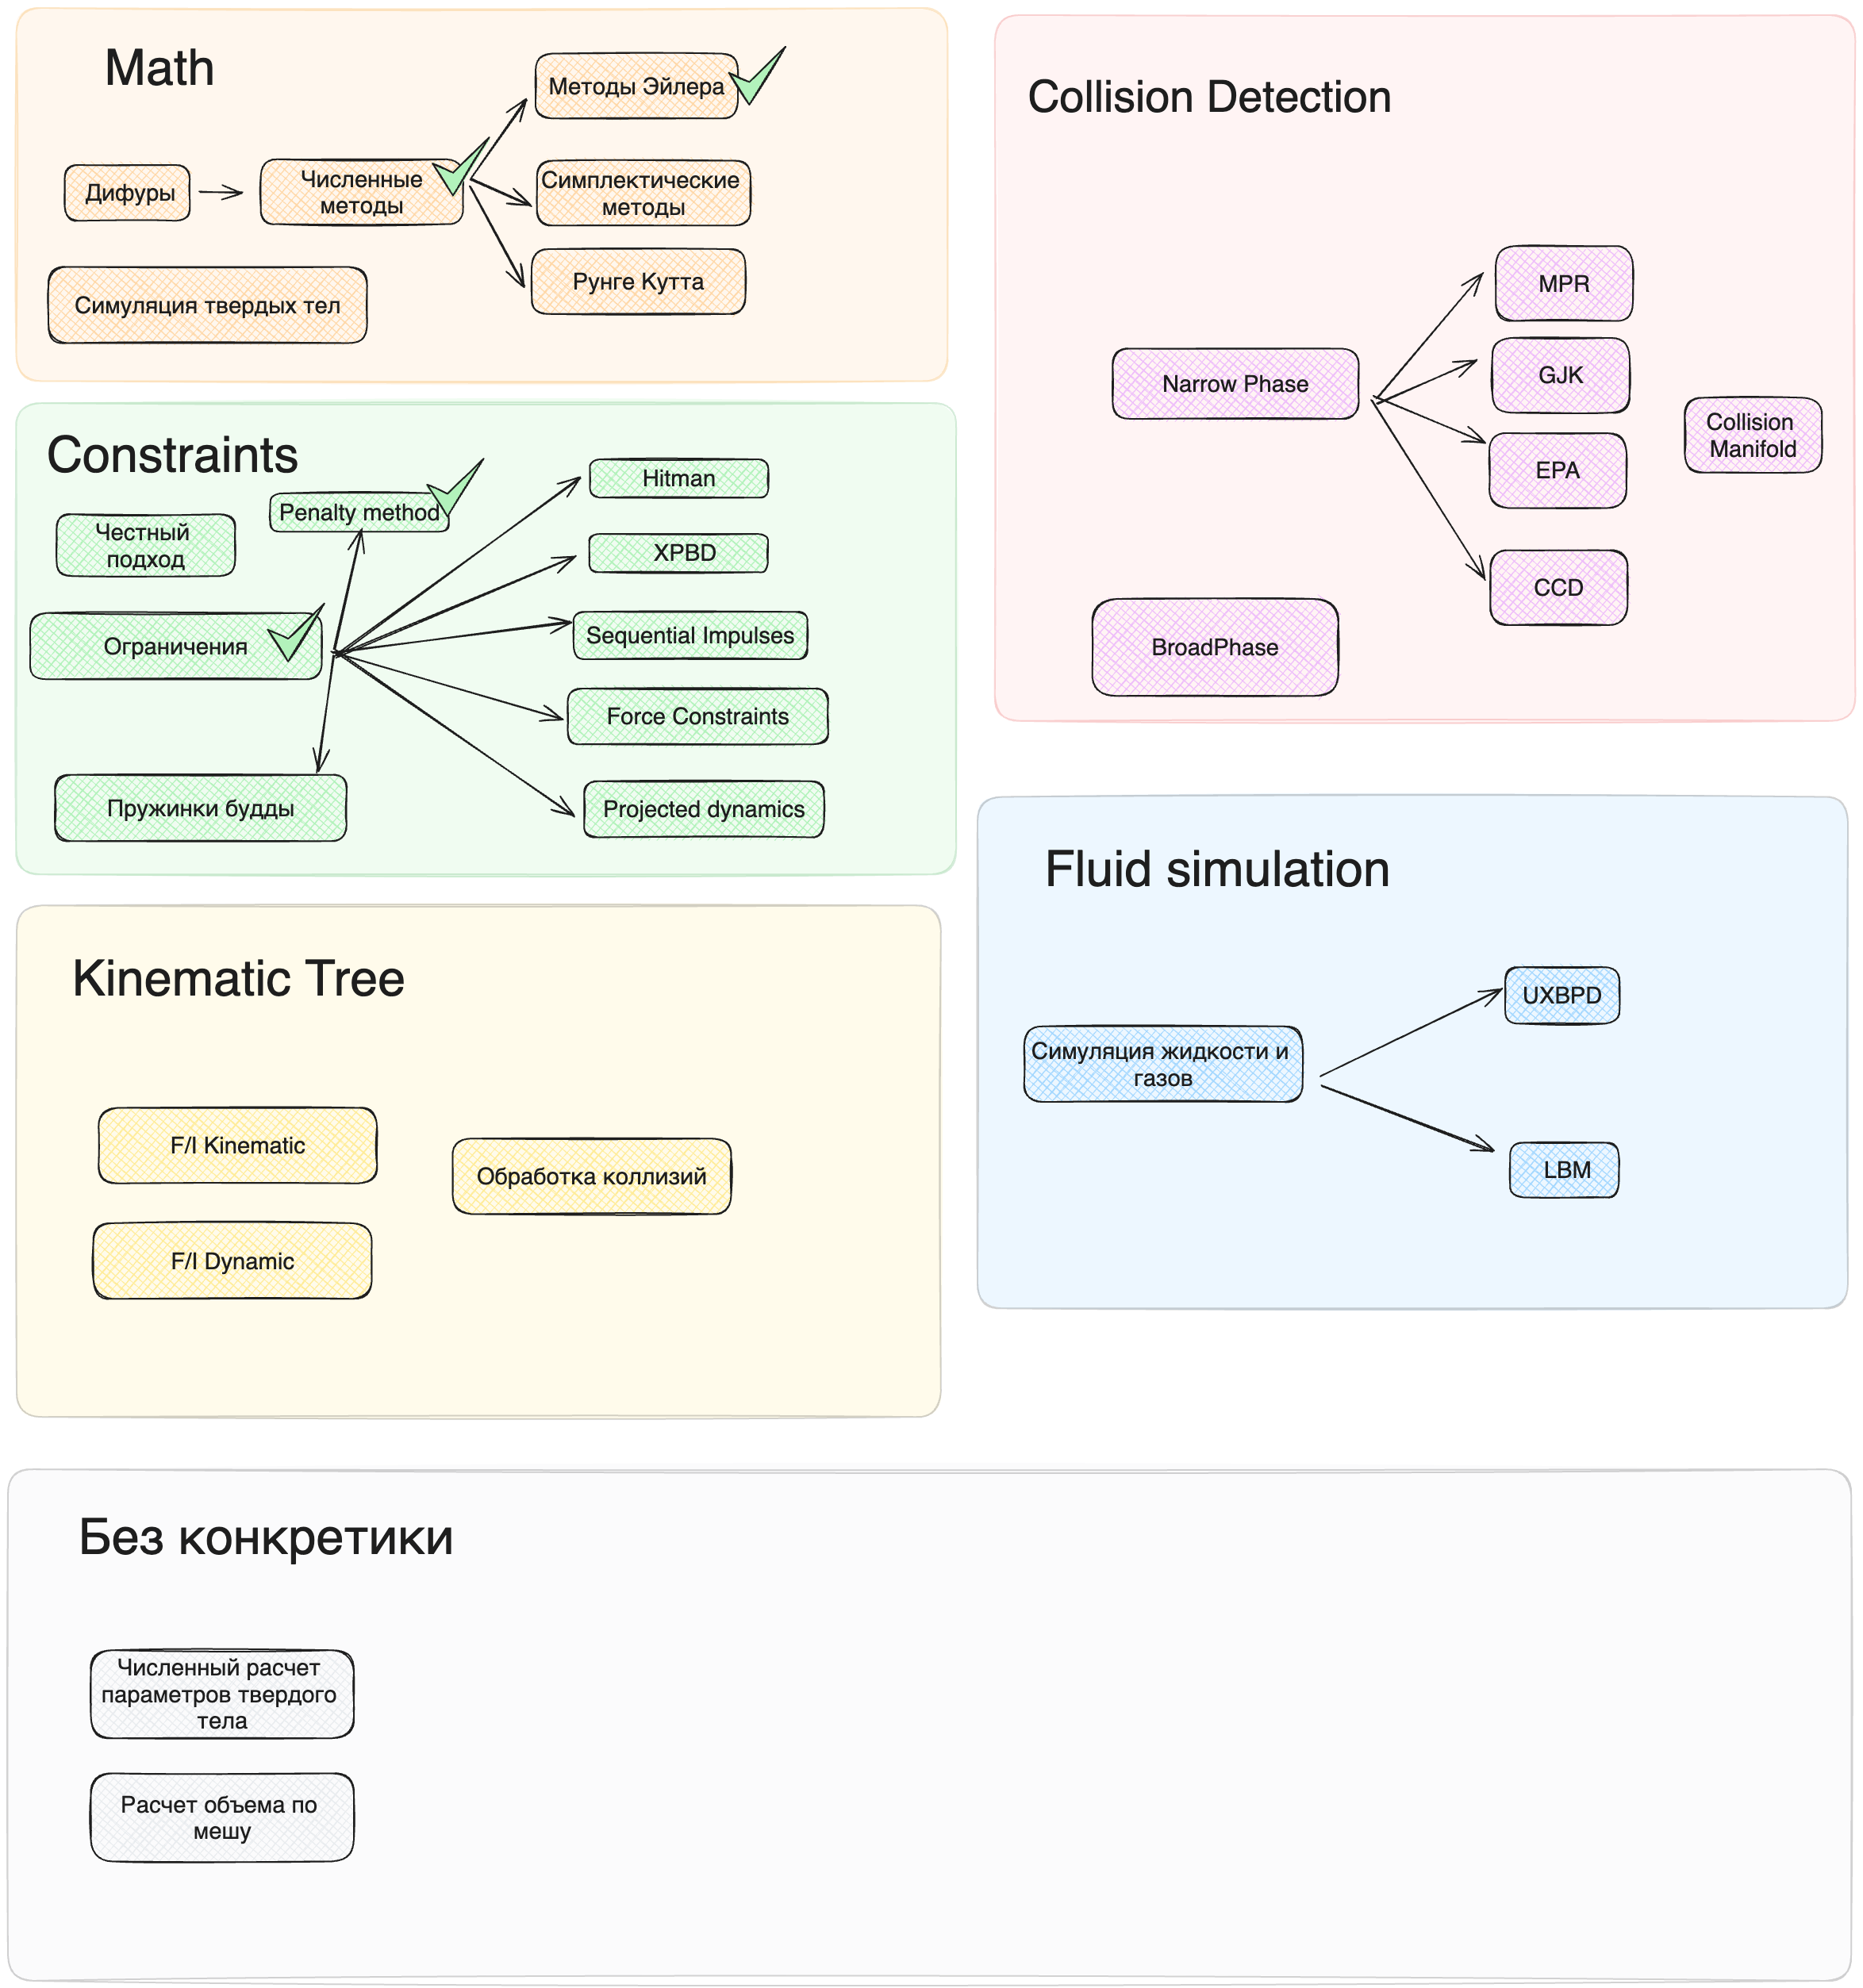 Math
Методы Эйлера
Дифуры
Численные
методы
Симплектические
методы
Рунге Кутта
Симуляция твердых тел
Constraints
Честный
подход
Penalty method
Ограничения
Пружинки будды
Hitman
XPBD
Sequential Impulses
Force Constraints
Projected dynamics
Collision Detection
Narrow Phase
MPR
GJK
EPA
CCD
Collision
Manifold
BroadPhase
Kinematic Tree
F/I Kinematic
Обработка коллизий
F/I Dynamic
Fluid simulation
Симуляция жидкости и
газов
UXBPD
LBM
Без конкретики
Численный расчет
параметров твердого
тела
Расчет объема по
мешу